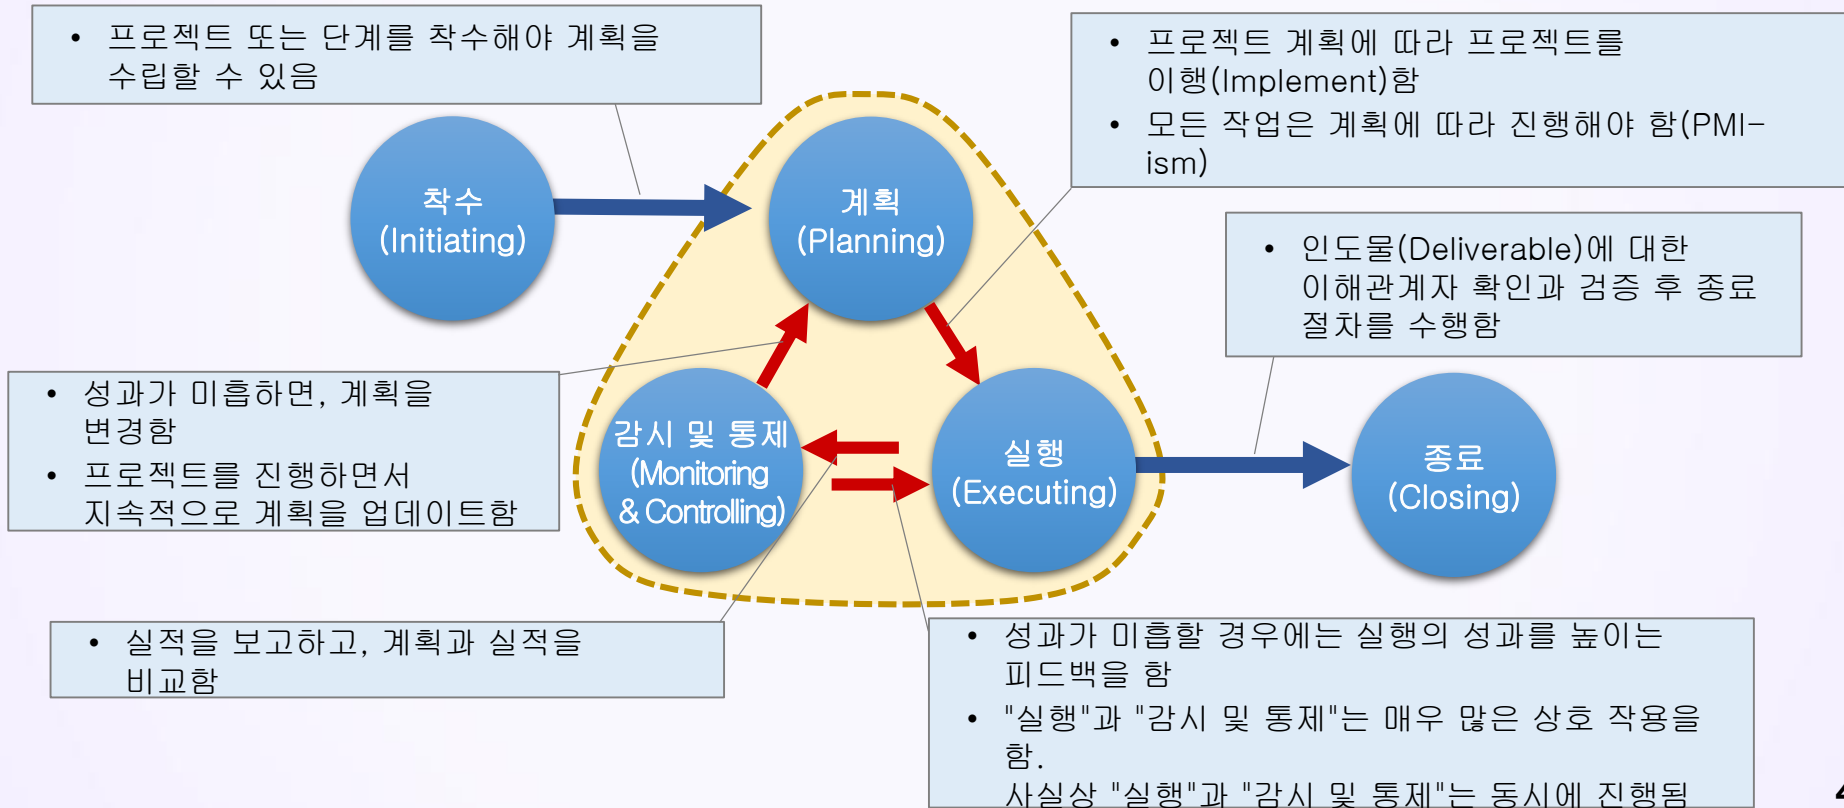 • 프로젝트 또는 단계를 착수해야 계획을
수립할 수 있음
• 프로젝트 계획에 따라 프로젝트를
이행(Implement)함
• 모든 작업은 계획에 따라 진행해야 함(PMI-
ism)
착수
(Initiating)
계획
(Planning)
• 인도물(Deliverable)에 대한
이해관계자 확인과 검증 후 종료
절차를 수행함
• 성과가 미흡하면, 계획을
변경함
• 프로젝트를 진행하면서
지속적으로 계획을 업데이트함
감시 및 통제
(Monitoring
& Controlling)
실행
(Executing)
종료
(Closing)
• 실적을 보고하고, 계획과 실적을
비교함
• 성과가 미흡할 경우에는 실행의 성과를 높이는
피드백을 함
• "실행"과 "감시 및 통제"는 매우 많은 상호 작용을
함.
사실상 "실행"과 "감시 및 통제"는 동시에 진행됨